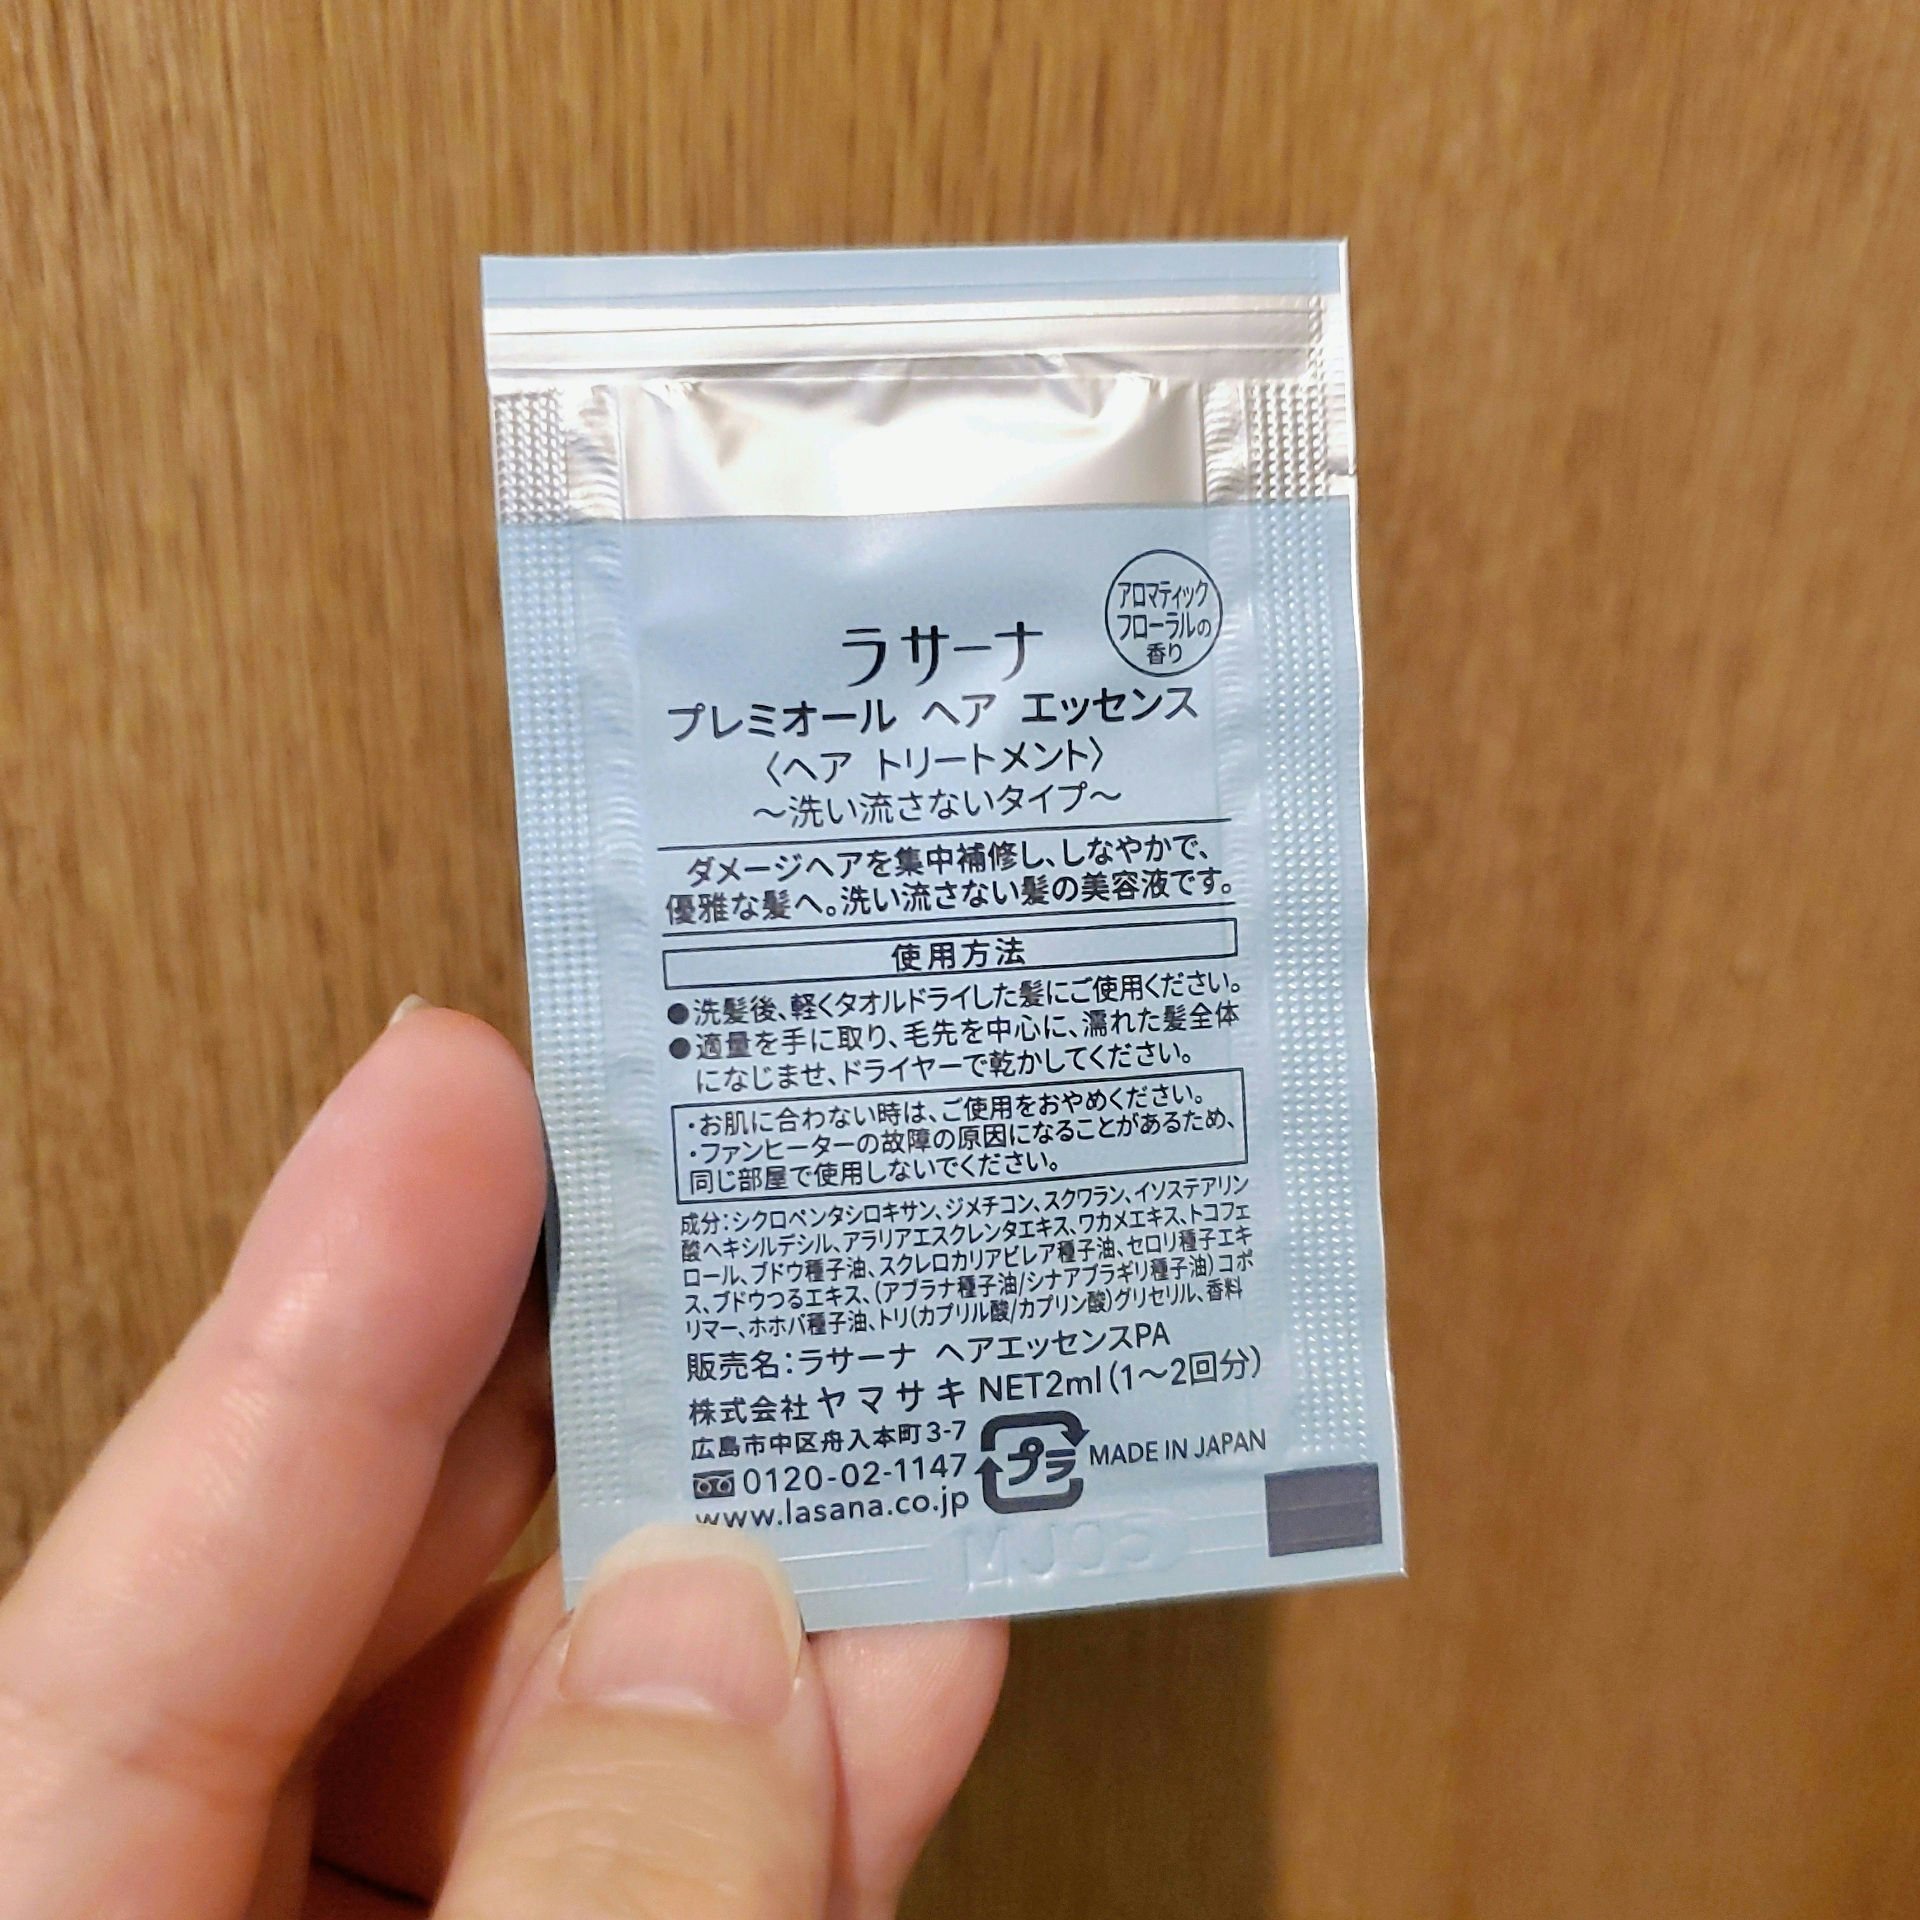 アロマティック
フローラルの
香り
ラサーナ
プレミオール ヘア エッセンス
〈ヘア トリートメント〉
～洗い流さないタイプ～
ダメージヘアを集中補修し、しなやかで、
優雅な髪へ。洗い流さない髪の美容液です。
使用方法
●洗髪後、軽くタオルドライした髪にご使用ください。
●適量を手に取り、毛先を中心に、濡れた髪全体
になじませ、ドライヤーで乾かしてください。
・お肌に合わない時は、ご使用をおやめください。
・ファンヒーターの故障の原因になることがあるため、
同じ部屋で使用しないでください。
成分：シクロペンタシロキサン、ジメチコン、スクワラン、イソステアリン
酸ヘキシルデシル、アラリアエスクレンタエキス、ワカメエキス、トコフェ
ロール、ブドウ種子油、スクレロカリアビレア種子油、セロリ種子エキ
ス、ブドウつるエキス、(アブラナ種子油/シナアブラギリ種子油)コポ
リマー、ホホバ種子油、トリ(カプリル酸/カプリン酸)グリセリル、香料
販売名：ラサーナ ヘアエッセンスPA
株式会社 ヤマサキ NET2ml(1～2回分)
広島市中区舟入本町3-7
0120-02-1147
www.lasana.co.jp
プラ
MADE IN JAPAN